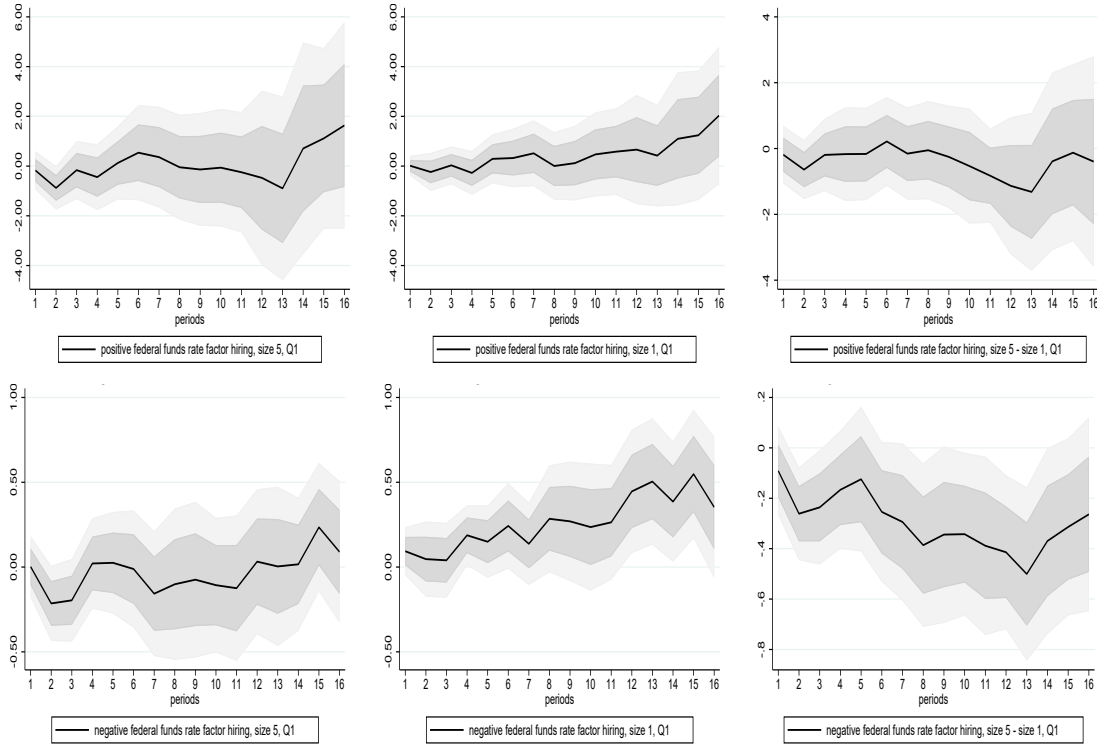 6.00
4.00
2.00
0.00
-2.00
-4.00
1 2 3 4 5 6 7 8 9 10 11 12 13 14 15 16
periods
positive federal funds rate factor hiring, size 5, Q1
6.00
4.00
2.00
0.00
-2.00
-4.00
1 2 3 4 5 6 7 8 9 10 11 12 13 14 15 16
periods
positive federal funds rate factor hiring, size 1, Q1
4
2
0
-2
-4
1 2 3 4 5 6 7 8 9 10 11 12 13 14 15 16
periods
positive federal funds rate factor hiring, size 5 - size 1, Q1
1.00
0.50
0.00
-0.50
1 2 3 4 5 6 7 8 9 10 11 12 13 14 15 16
periods
negative federal funds rate factor hiring, size 5, Q1
1.00
0.50
0.00
-0.50
1 2 3 4 5 6 7 8 9 10 11 12 13 14 15 16
periods
negative federal funds rate factor hiring, size 1, Q1
.2
0
-.2
-.4
-.6
-.8
1 2 3 4 5 6 7 8 9 10 11 12 13 14 15 16
periods
negative federal funds rate factor hiring, size 5 - size 1, Q1